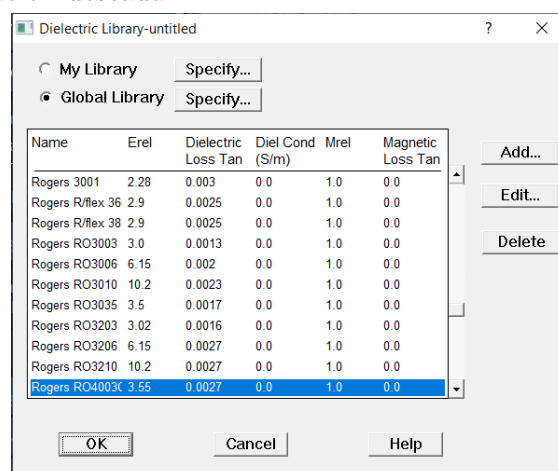 Dielectric Library-untitled ? ×
My Library Specify...
Global Library Specify...
Name Erel Dielectric Loss Tan Diel Cond (S/m) Mrel Magnetic Loss Tan
Rogers 3001 2.28 0.003 0.0 1.0 0.0
Rogers R/flex 36 2.9 0.0025 0.0 1.0 0.0
Rogers R/flex 38 2.9 0.0025 0.0 1.0 0.0
Rogers RO3003 3.0 0.0013 0.0 1.0 0.0
Rogers RO3006 6.15 0.002 0.0 1.0 0.0
Rogers RO3010 10.2 0.0023 0.0 1.0 0.0
Rogers RO3035 3.5 0.0017 0.0 1.0 0.0
Rogers RO3203 3.02 0.0016 0.0 1.0 0.0
Rogers RO3206 6.15 0.0027 0.0 1.0 0.0
Rogers RO3210 10.2 0.0027 0.0 1.0 0.0
Rogers RO4003C 3.55 0.0027 0.0 1.0 0.0
Add...
Edit...
Delete
OK Cancel Help